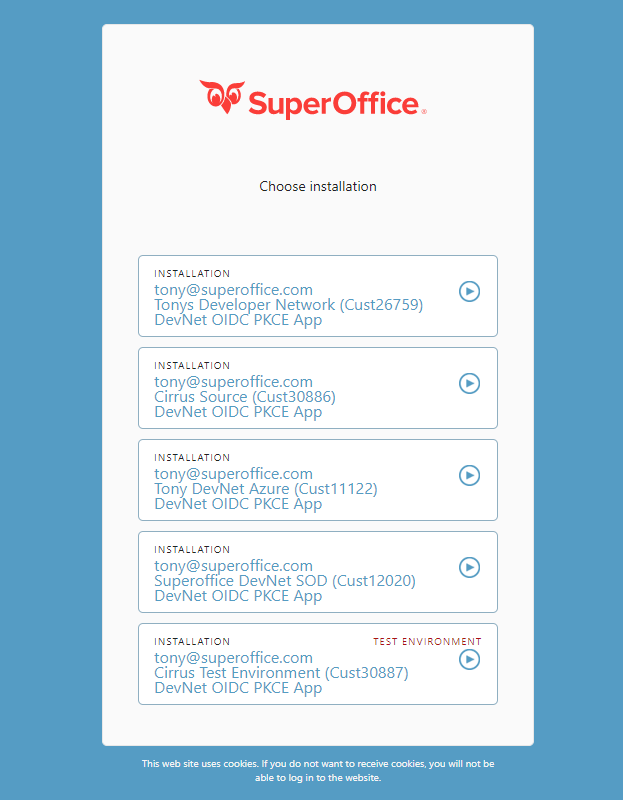 SuperOffice®
Choose installation
INSTALLATION
tony@superoffice.com
Tonys Developer Network (Cust26759)
DevNet OIDC PKCE App
INSTALLATION
tony@superoffice.com
Cirrus Source (Cust30886)
DevNet OIDC PKCE App
INSTALLATION
tony@superoffice.com
Tony DevNet Azure (Cust11122)
DevNet OIDC PKCE App
INSTALLATION
tony@superoffice.com
Superoffice DevNet SOD (Cust12020)
DevNet OIDC PKCE App
INSTALLATION TEST ENVIRONMENT
tony@superoffice.com
Cirrus Test Environment (Cust30887)
DevNet OIDC PKCE App
This web site uses cookies. If you do not want to receive cookies, you will not be
able to log in to the website.